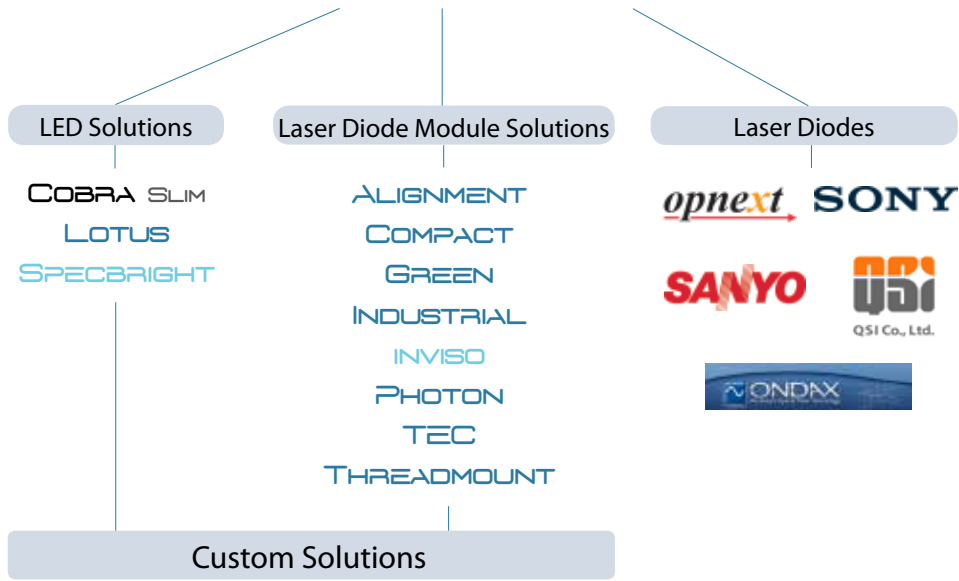 LED Solutions
Laser Diode Module Solutions
Laser Diodes
COBRA SLIM
LOTUS
SPECBRIGHT
ALIGNMENT
COMPACT
GREEN
INDUSTRIAL
INVISO
PHOTON
TEC
THREADMOUNT
opnext
SONY
SANYO
QSI
QSI Co., Ltd.
ONDAX
Custom Solutions